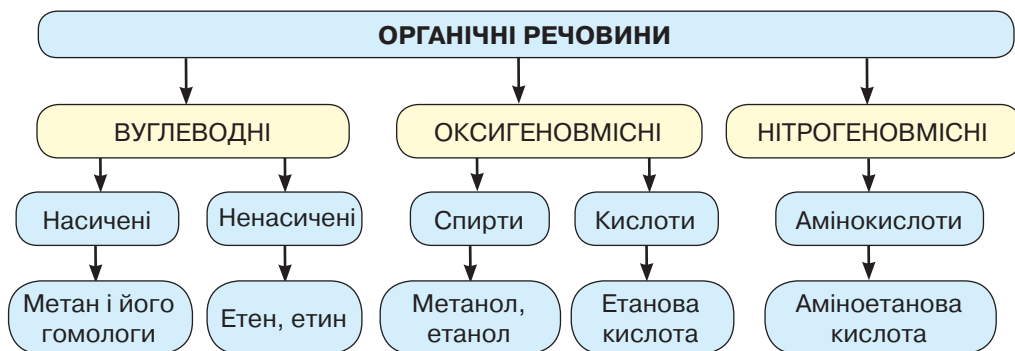 ОРГАНІЧНІ РЕЧОВИНИ
ВУГЛЕВОДНІ
ОКСИГЕНОВМІСНІ
НІТРОГЕНОВМІСНІ
Насичені
Ненасичені
Спирти
Кислоти
Амінокислоти
Метан і його
гомологи
Етен, етин
Метанол,
етанол
Етанова
кислота
Аміноетанова
кислота